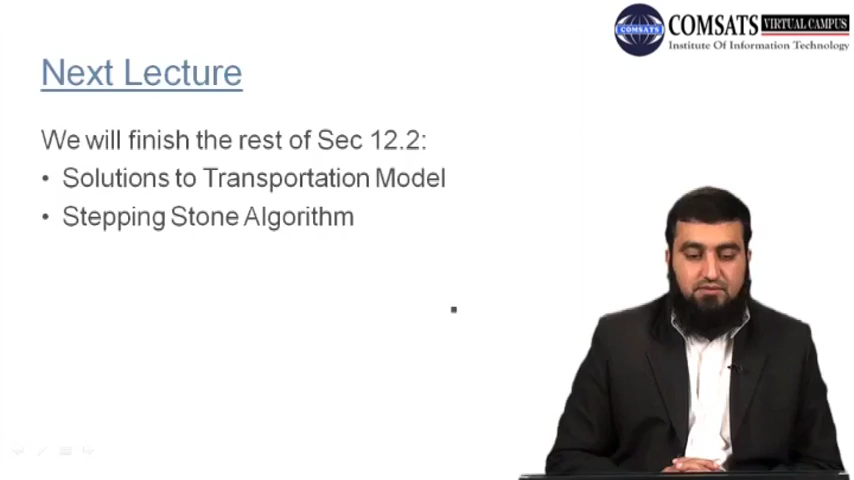 COMSATS
COMSATS VIRTUAL CAMPUS
Institute Of Information Technology
Next Lecture
We will finish the rest of Sec 12.2:
• Solutions to Transportation Model
• Stepping Stone Algorithm